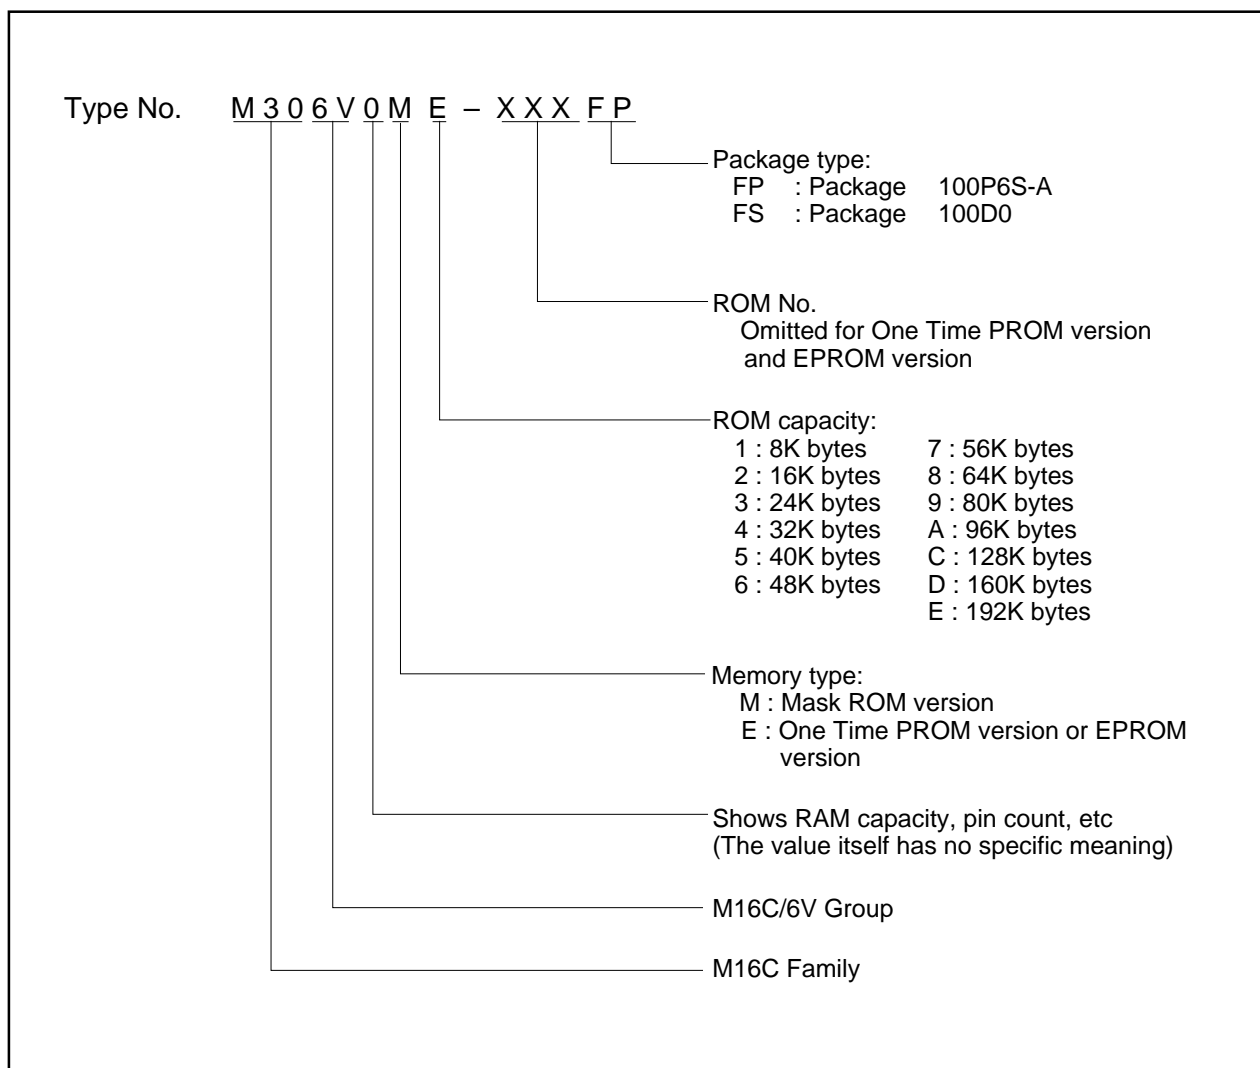 Type No. M 3 0 6 V 0 M E – X X X F P
Package type:
FP : Package 100P6S-A
FS : Package 100D0
ROM No.
Omitted for One Time PROM version
and EPROM version
ROM capacity:
1 : 8K bytes 7 : 56K bytes
2 : 16K bytes 8 : 64K bytes
3 : 24K bytes 9 : 80K bytes
4 : 32K bytes A : 96K bytes
5 : 40K bytes C : 128K bytes
6 : 48K bytes D : 160K bytes
E : 192K bytes
Memory type:
M : Mask ROM version
E : One Time PROM version or EPROM
version
Shows RAM capacity, pin count, etc
(The value itself has no specific meaning)
M16C/6V Group
M16C Family